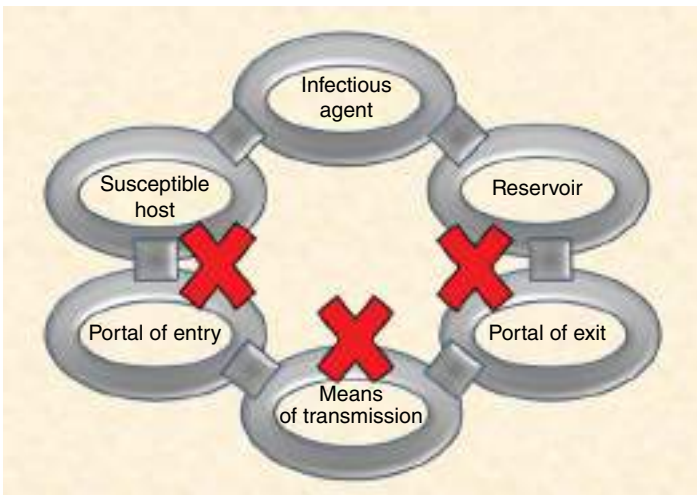 Infectious
agent
Susceptible
host
Reservoir
Portal of entry
Portal of exit
Means
of transmission